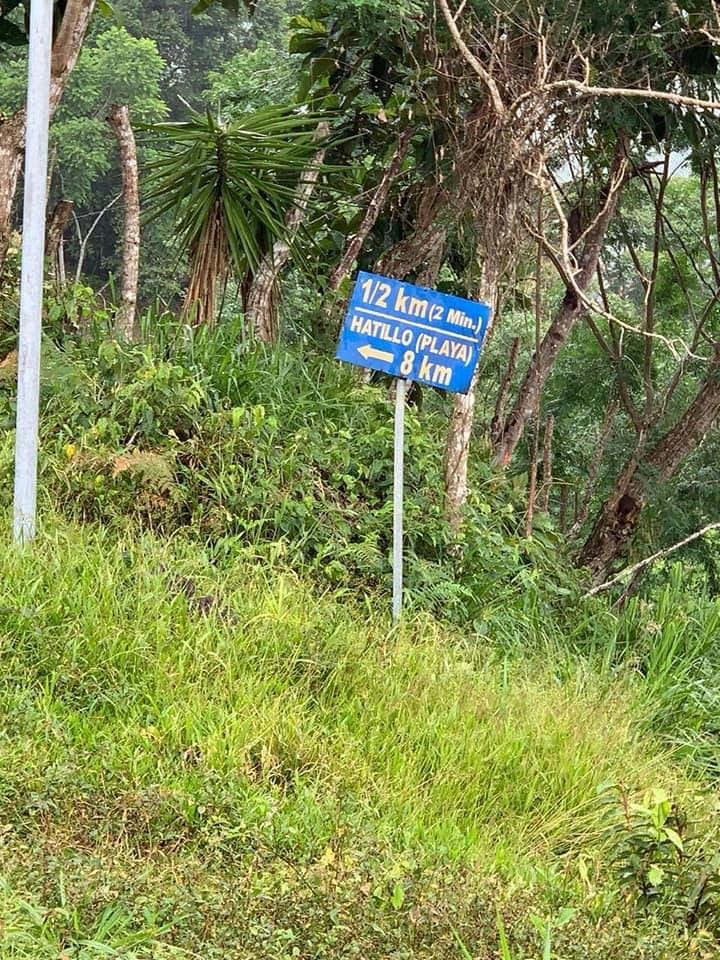 1/2 km (2 Min.)
HATILLO (PLAYA)
8 km